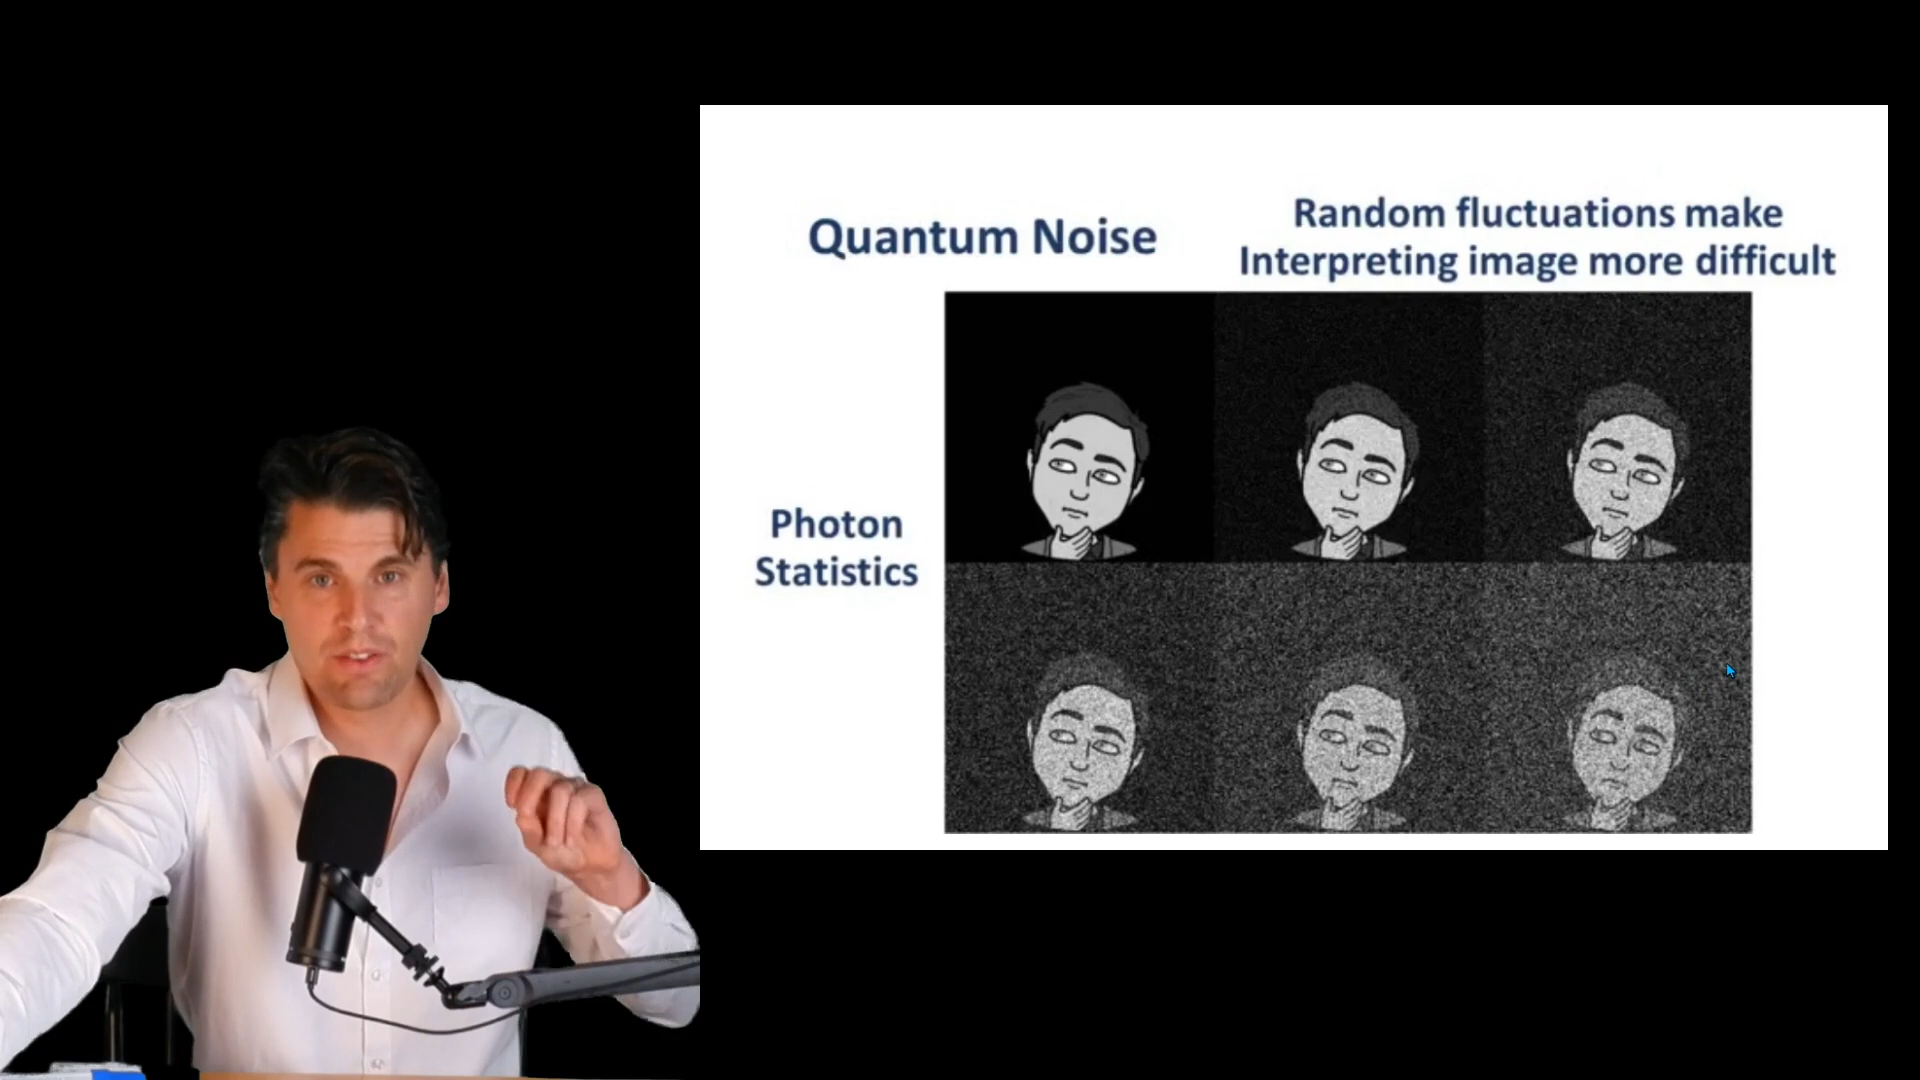 Quantum Noise
Random fluctuations make
Interpreting image more difficult
Photon
Statistics